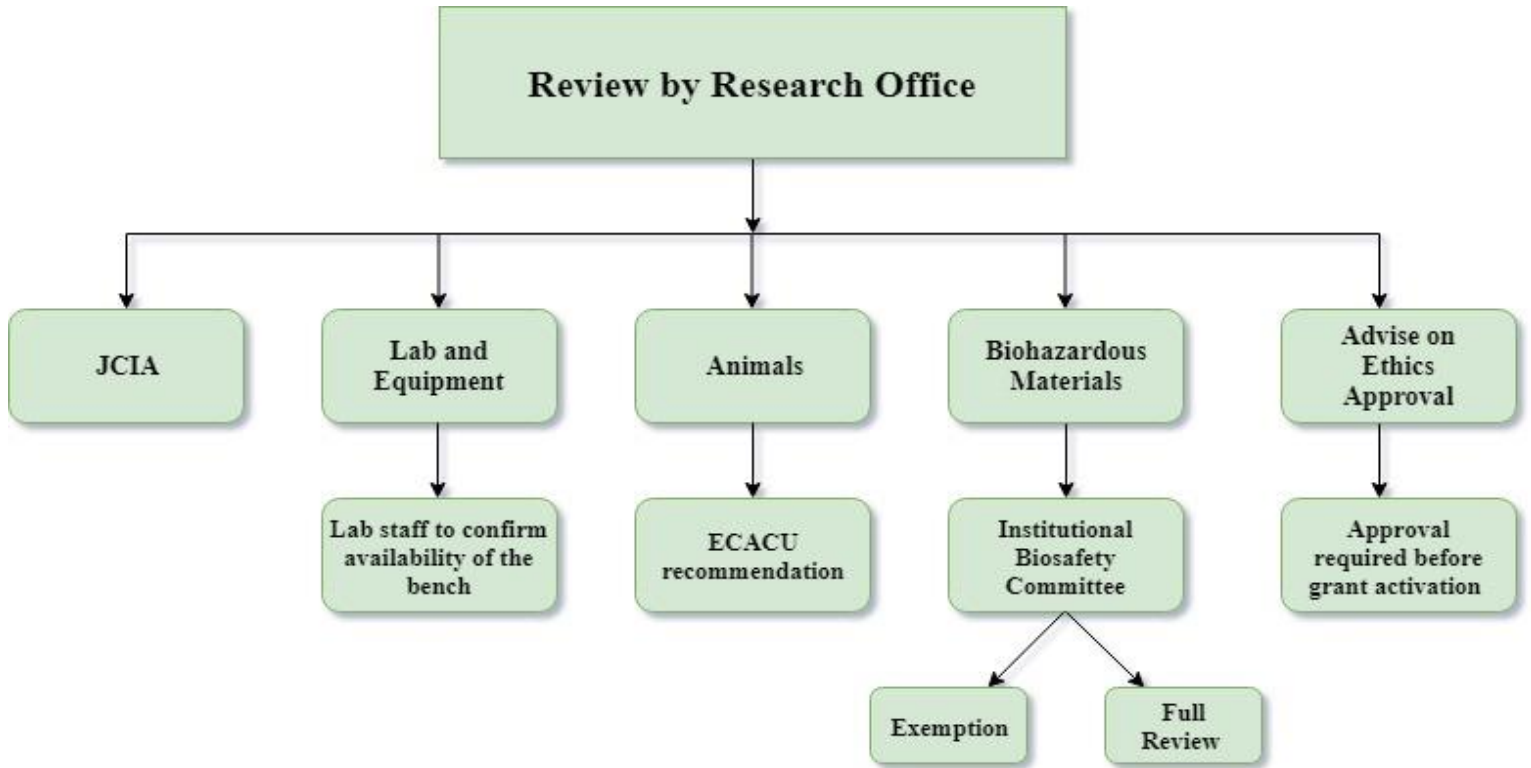 Review by Research Office
JCIA
Lab and
Equipment
Animals
Biohazardous
Materials
Advise on
Ethics
Approval
Lab staff to confirm
availability of the
bench
ECACU
recommendation
Institutional
Biosafety
Committee
Approval
required before
grant activation
Exemption
Full
Review